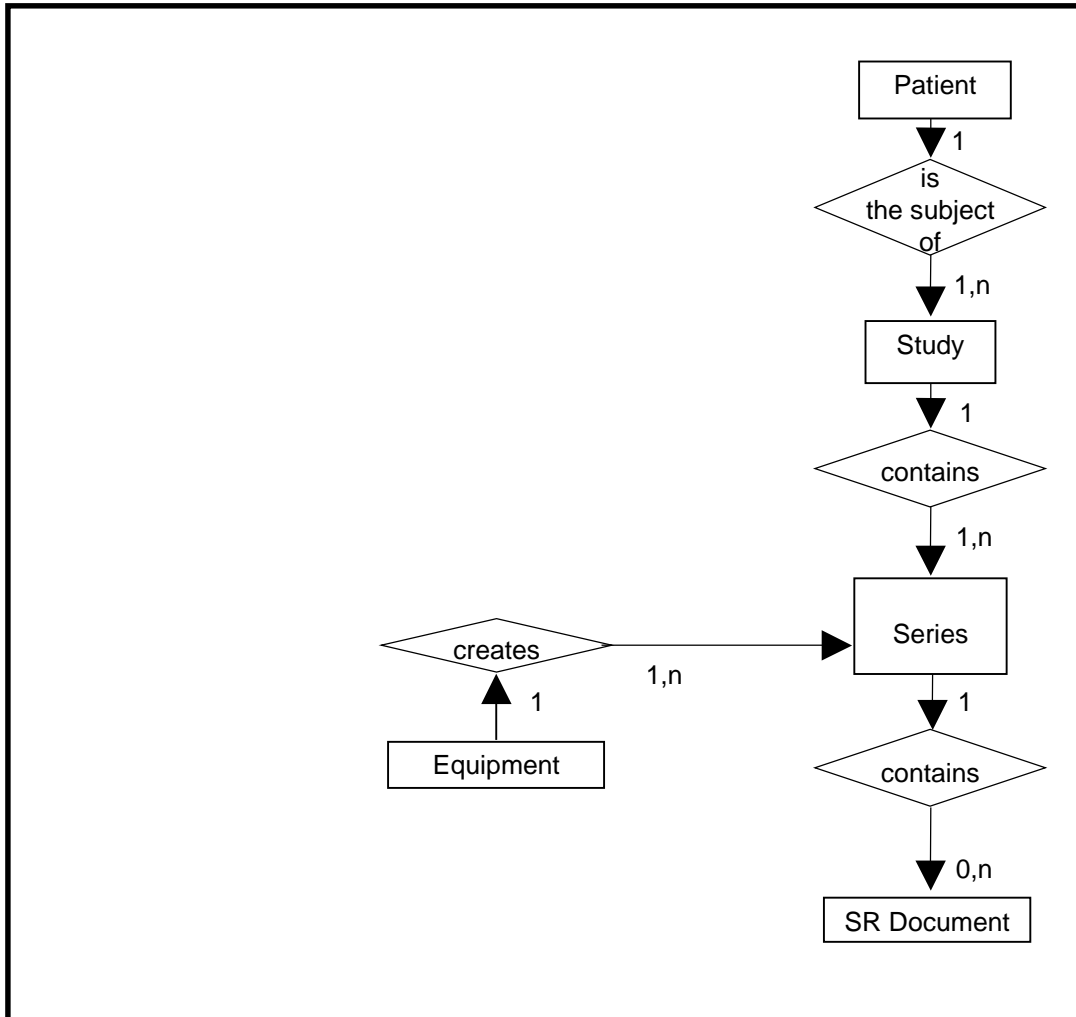 Patient
1
is
the subject
of
1,n
Study
1
contains
1,n
Series
creates
1,n
1
1
Equipment
contains
0,n
SR Document